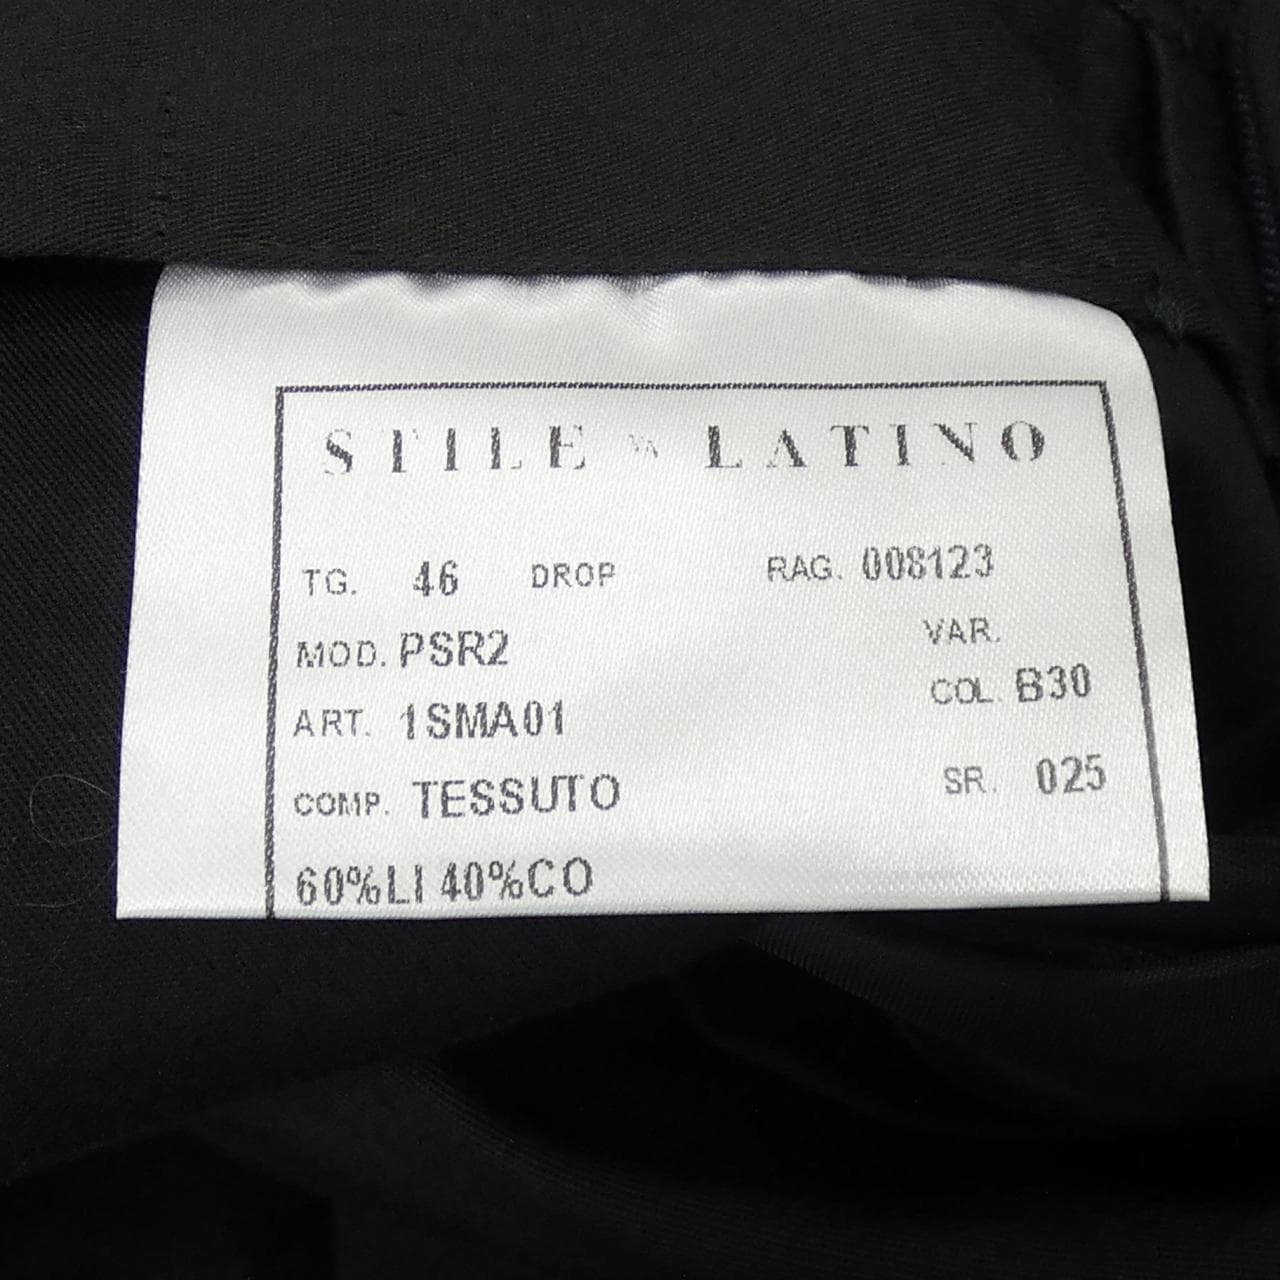 STILE LATINO
TG. 46 DROP RAG. 008123
MOD. PSR2 VAR.
ART. 1SMA01 COL. B30
COMP. TESSUTO SR. 025
60%LI 40%CO